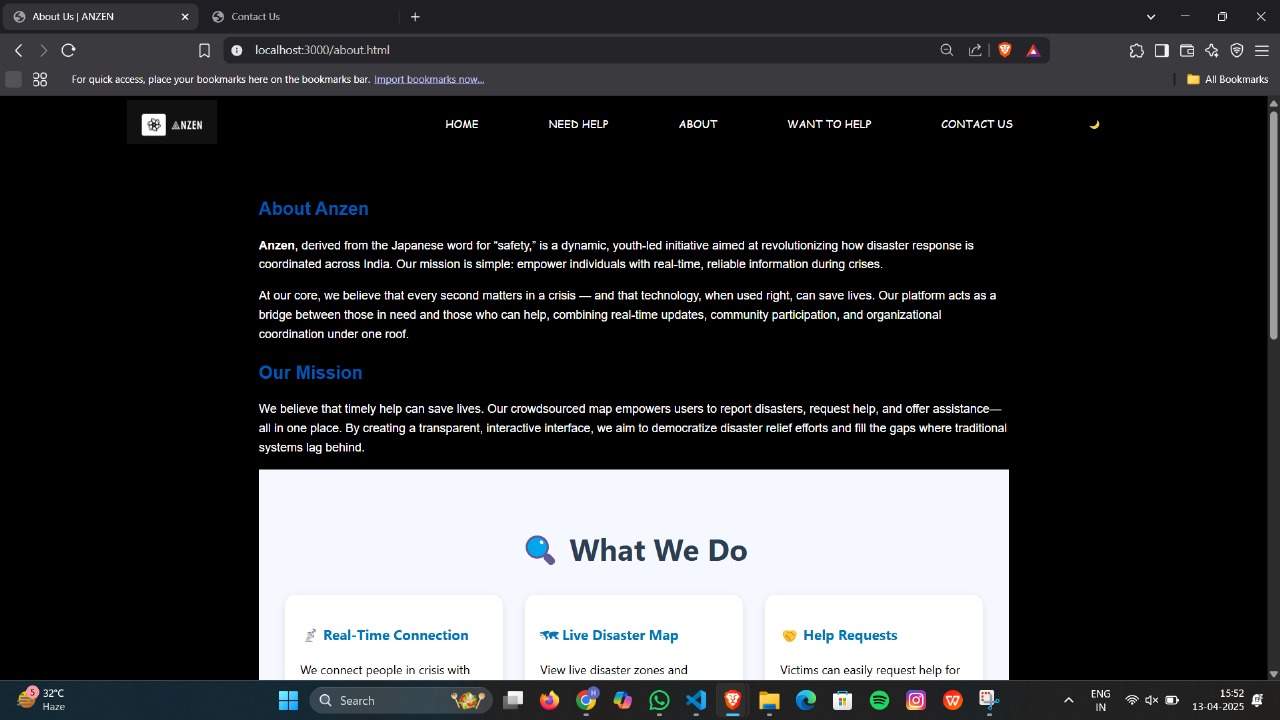 About Us | ANZEN
Contact Us
localhost:3000/about.html
For quick access, place your bookmarks here on the bookmarks bar. Import bookmarks now...
All Bookmarks
ANZEN
HOME
NEED HELP
ABOUT
WANT TO HELP
CONTACT US
About Anzen
Anzen, derived from the Japanese word for “safety,” is a dynamic, youth-led initiative aimed at revolutionizing how disaster response is
coordinated across India. Our mission is simple: empower individuals with real-time, reliable information during crises.
At our core, we believe that every second matters in a crisis — and that technology, when used right, can save lives. Our platform acts as a
bridge between those in need and those who can help, combining real-time updates, community participation, and organizational
coordination under one roof.
Our Mission
We believe that timely help can save lives. Our crowdsourced map empowers users to report disasters, request help, and offer assistance—
all in one place. By creating a transparent, interactive interface, we aim to democratize disaster relief efforts and fill the gaps where traditional
systems lag behind.
What We Do
Real-Time Connection
We connect people in crisis with
Live Disaster Map
View live disaster zones and
Help Requests
Victims can easily request help for
5
32°C
Haze
Search
ENG
IN
15:52
13-04-2025